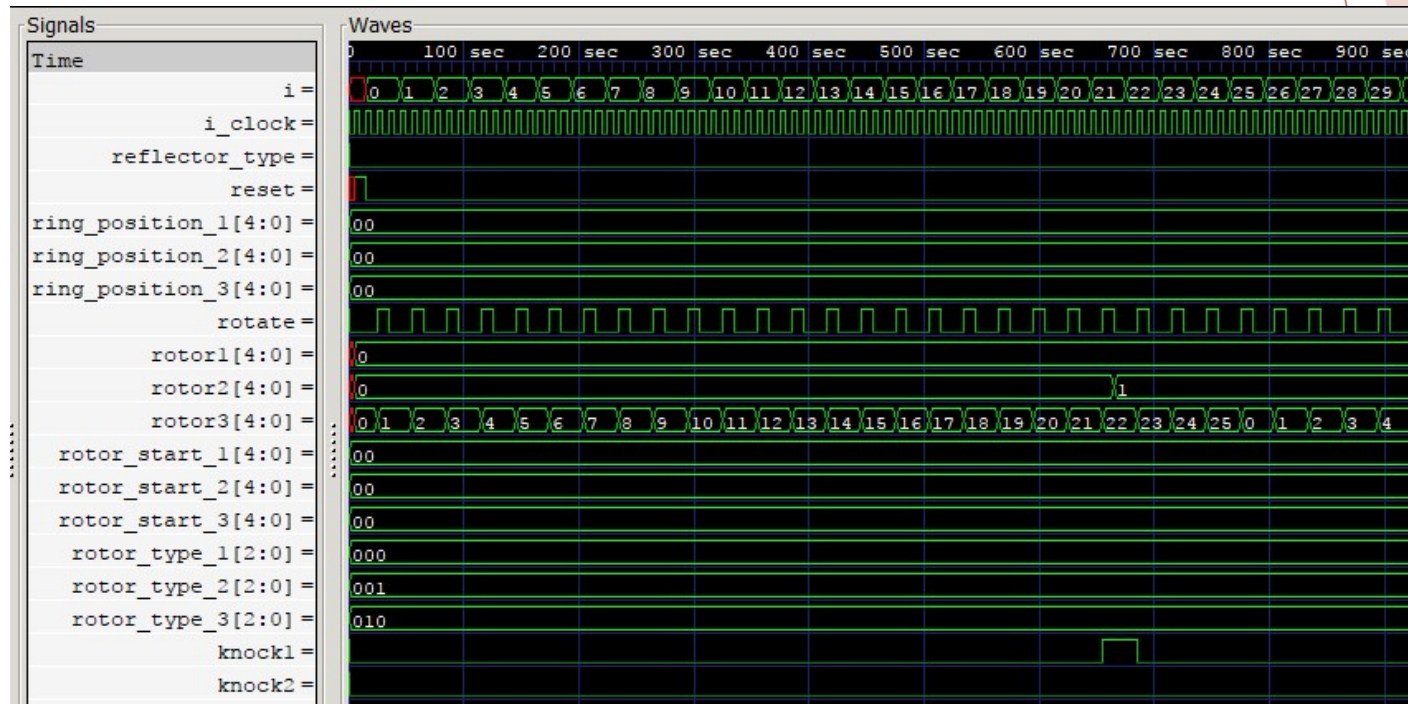 Signals Waves
Time 100 sec 200 sec 300 sec 400 sec 500 sec 600 sec 700 sec 800 sec 900 se
i = 0 1 2 3 4 5 6 7 8 9 10 11 12 13 14 15 16 17 18 19 20 21 22 23 24 25 26 27 28 29
i_clock =
reflector_type =
reset =
ring_position_1[4:0] = 00
ring_position_2[4:0] = 00
ring_position_3[4:0] = 00
rotate =
rotor1[4:0] = 0
rotor2[4:0] = 0 1
rotor3[4:0] = 0 1 2 3 4 5 6 7 8 9 10 11 12 13 14 15 16 17 18 19 20 21 22 23 24 25 0 1 2 3 4
rotor_start_1[4:0] = 00
rotor_start_2[4:0] = 00
rotor_start_3[4:0] = 00
rotor_type_1[2:0] = 000
rotor_type_2[2:0] = 001
rotor_type_3[2:0] = 010
knock1 =
knock2 =